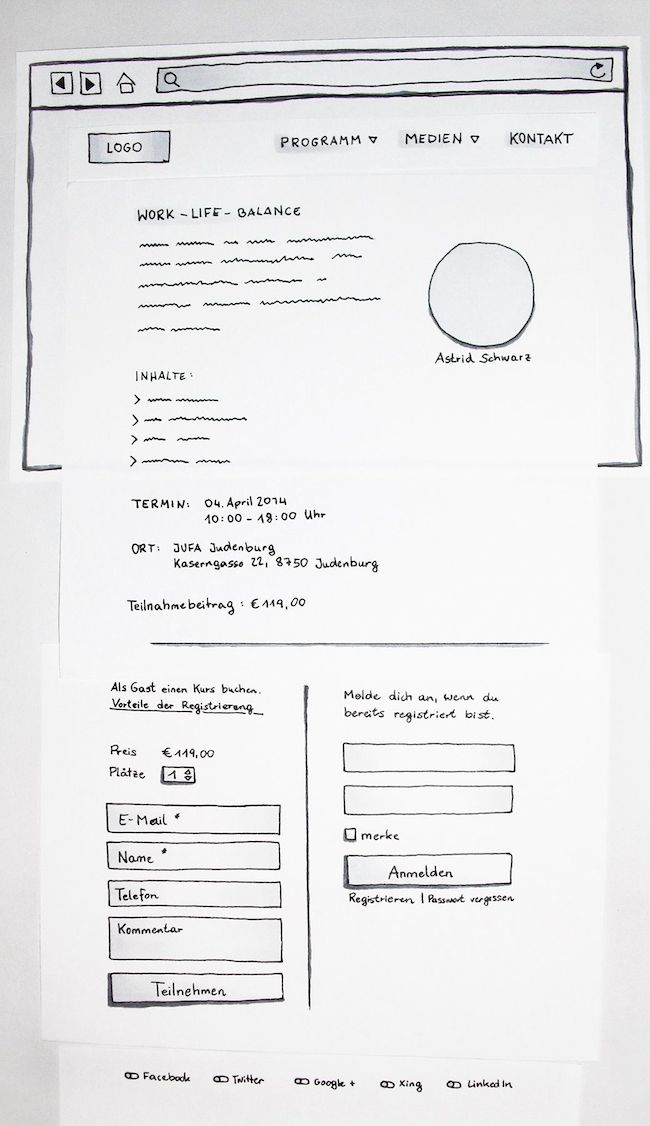 LOGO
PROGRAMM MEDIEN KONTAKT
WORK-LIFE-BALANCE
Astrid Schwarz
INHALTE:
TERMIN: 04. April 2014
10:00 - 18:00 Uhr
ORT: JUFA Judenburg
Kaserngasso 22, 8750 Judenburg
Teilnahmebeitrag: €119,00
Als Gast einen Kurs buchen.
Vorteile der Registrierung
Preis €119,00
Plätze 1
E-Mail *
Name *
Telefon
Kommentar
Teilnehmen
Melde dich an, wenn du
bereits registriert bist.
merke
Anmelden
Registrieren | Passwort vergessen
Facebook Twitter Google + Xing LinkedIn